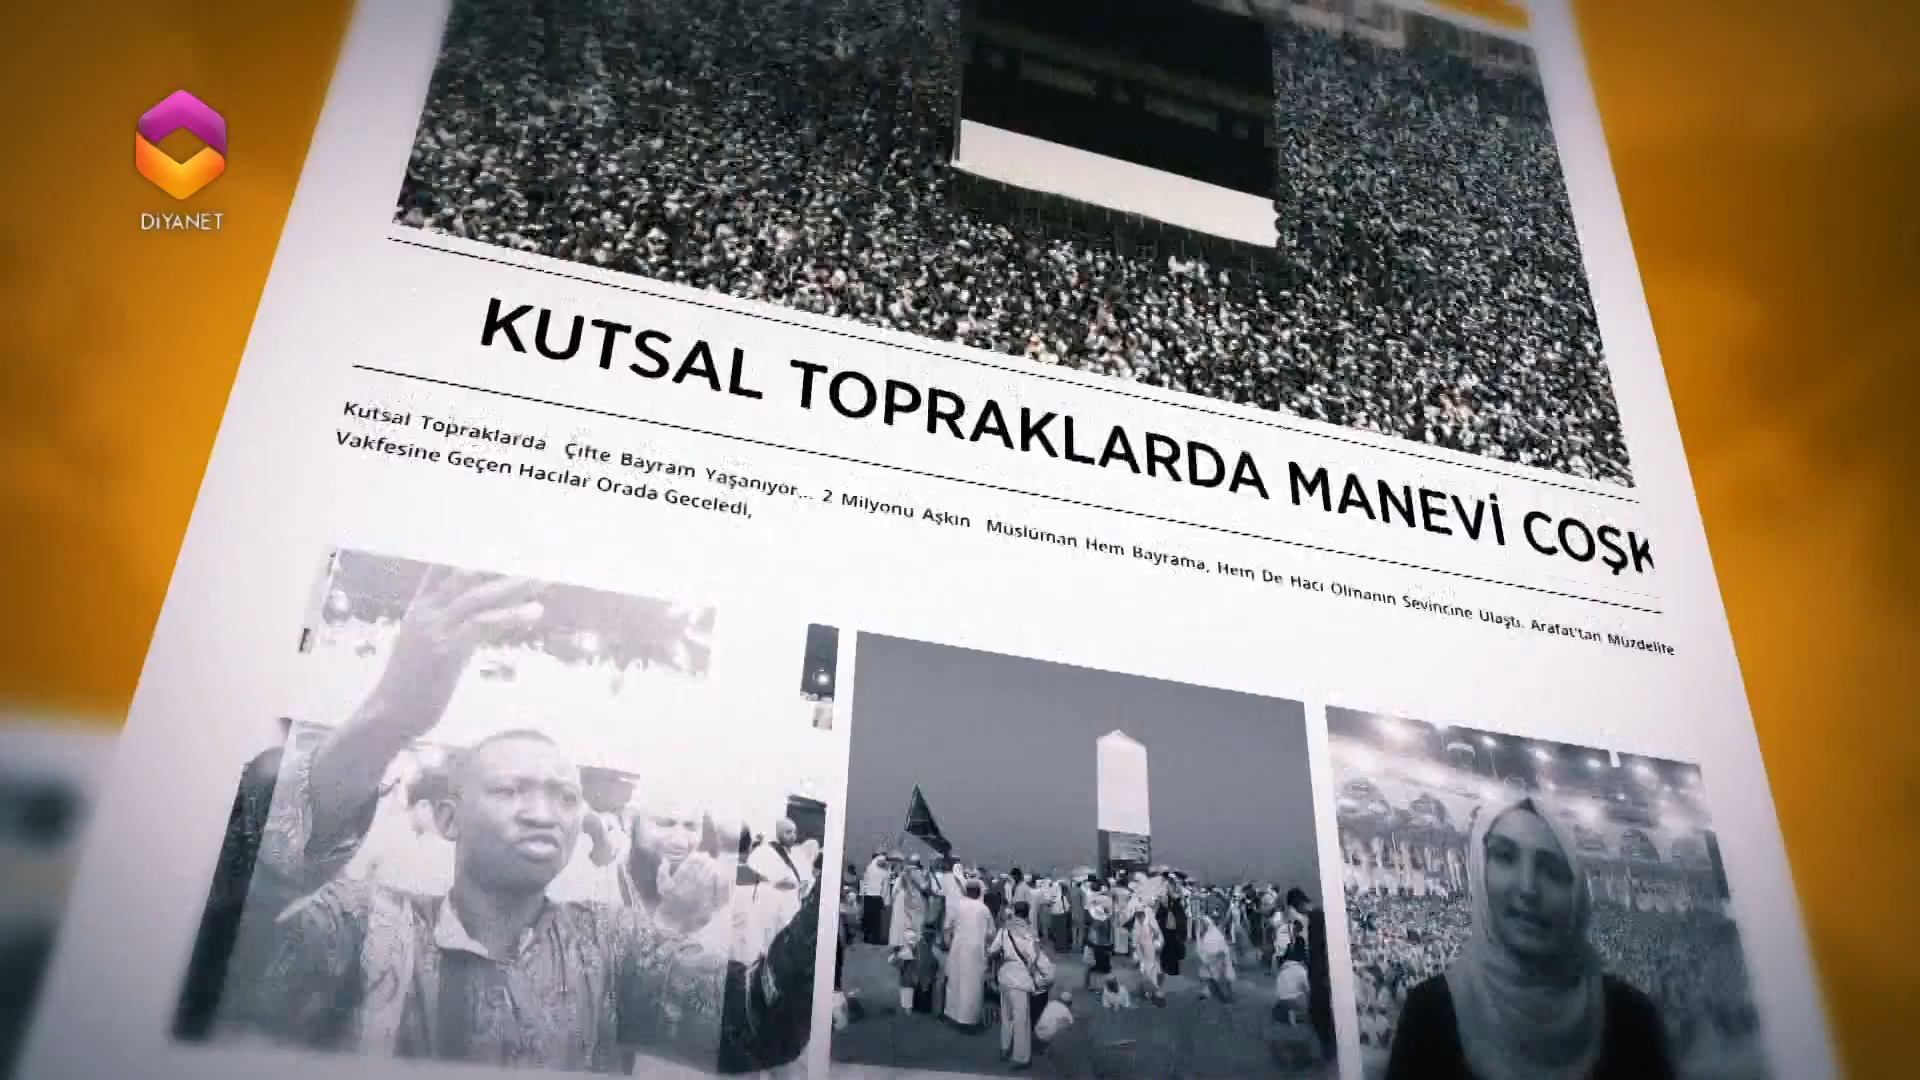 DİYANET
KUTSAL TOPRAKLARDA MANEVİ COŞK
Kutsal Topraklarda Çifte Bayram Yaşanıyor... 2 Milyonu Aşkın Müslüman Hem Bayrama, Hem De Hacı Olmanın Sevincine Ulaştı. Arafat'tan Müzdelife
Vakfesine Geçen Hacılar Orada Geceledi,